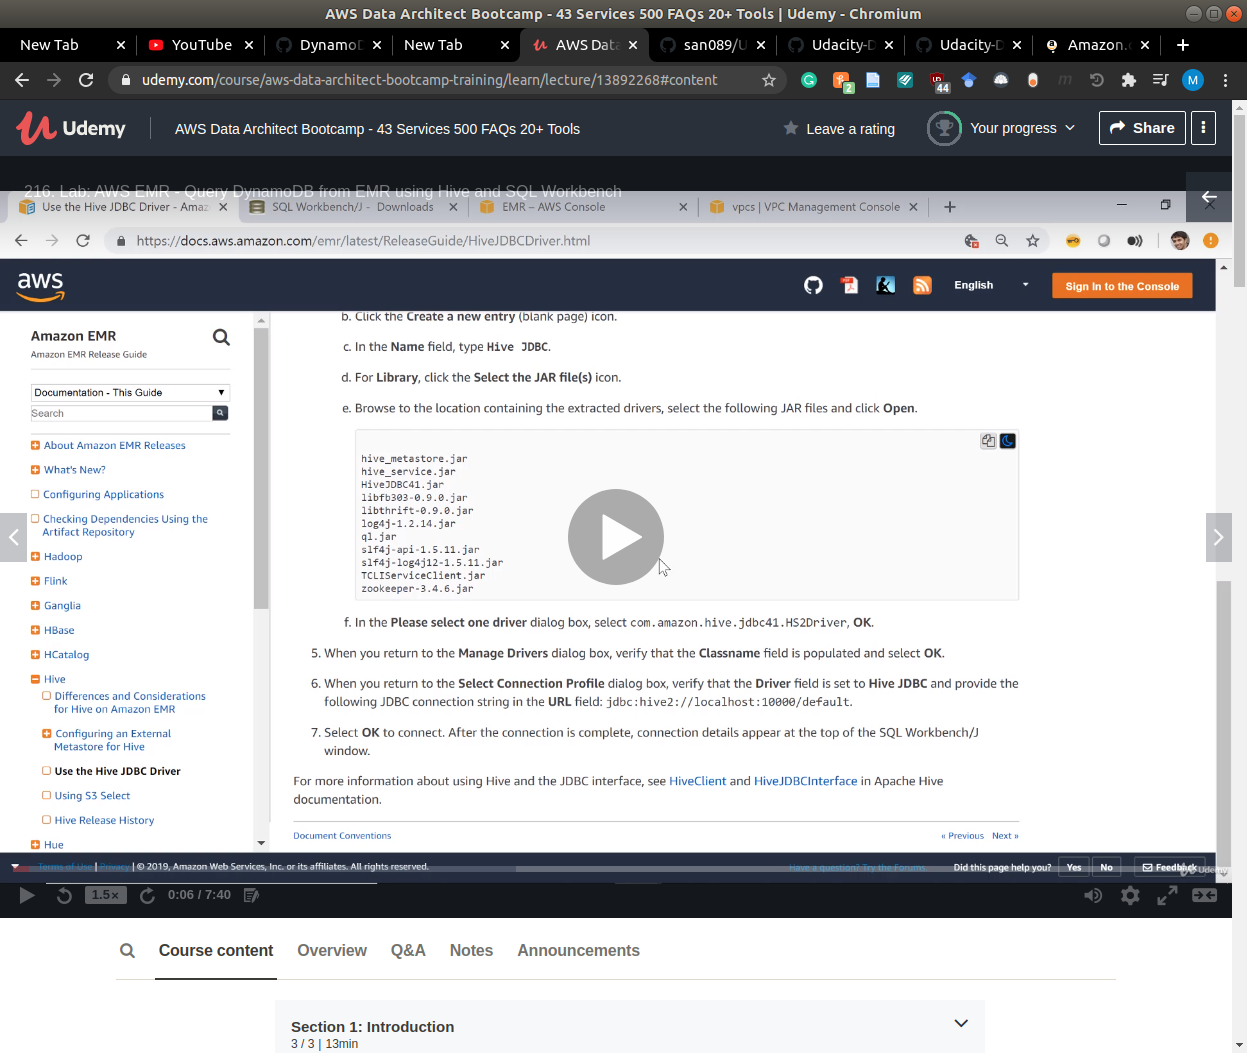 AWS Data Architect Bootcamp - 43 Services 500 FAQs 20+ Tools | Udemy - Chromium
New Tab
YouTube
Dynamo
New Tab
AWS Data
san089/U
Udacity-D
Udacity-D
Amazon.
udemy.com/course/aws-data-architect-bootcamp-training/learn/lecture/13892268#content
2
44
M
Udemy
AWS Data Architect Bootcamp - 43 Services 500 FAQs 20+ Tools
Leave a rating
Your progress
Share
216. Lab: AWS EMR - Query DynamoDB from EMR using Hive and SQL Workbench
Use the Hive JDBC Driver - Amaz
SQL Workbench/J - Downloads
EMR – AWS Console
vpcs | VPC Management Console
https://docs.aws.amazon.com/emr/latest/ReleaseGuide/HiveJDBCDriver.html
aws
English
Sign In to the Console
Amazon EMR
Amazon EMR Release Guide
Documentation - This Guide
Search
About Amazon EMR Releases
What's New?
Configuring Applications
Checking Dependencies Using the
Artifact Repository
Hadoop
Flink
Ganglia
HBase
HCatalog
Hive
Differences and Considerations
for Hive on Amazon EMR
Configuring an External
Metastore for Hive
Use the Hive JDBC Driver
Using S3 Select
Hive Release History
Hue
b. Click the Create a new entry (blank page) icon.
c. In the Name field, type Hive JDBC.
d. For Library, click the Select the JAR file(s) icon.
e. Browse to the location containing the extracted drivers, select the following JAR files and click Open.
hive_metastore.jar
hive_service.jar
HiveJDBC41.jar
libfb303-0.9.0.jar
libthrift-0.9.0.jar
log4j-1.2.14.jar
ql.jar
slf4j-api-1.5.11.jar
slf4j-log4j12-1.5.11.jar
TCLIServiceClient.jar
zookeeper-3.4.6.jar
f. In the Please select one driver dialog box, select com.amazon.hive.jdbc41.HS2Driver, OK.
5. When you return to the Manage Drivers dialog box, verify that the Classname field is populated and select OK.
6. When you return to the Select Connection Profile dialog box, verify that the Driver field is set to Hive JDBC and provide the
following JDBC connection string in the URL field: jdbc:hive2://localhost:10000/default.
7. Select OK to connect. After the connection is complete, connection details appear at the top of the SQL Workbench/J
window.
For more information about using Hive and the JDBC interface, see HiveClient and HiveJDBCInterface in Apache Hive
documentation.
Document Conventions
« Previous Next »
Terms of Use | Privacy | © 2019, Amazon Web Services, Inc. or its affiliates. All rights reserved.
Have a question? Try the Forums.
Did this page help you?
Yes
No
Feedback
Udemy
1.5×
0:06 / 7:40
Course content
Overview
Q&A
Notes
Announcements
Section 1: Introduction
3 / 3 | 13min